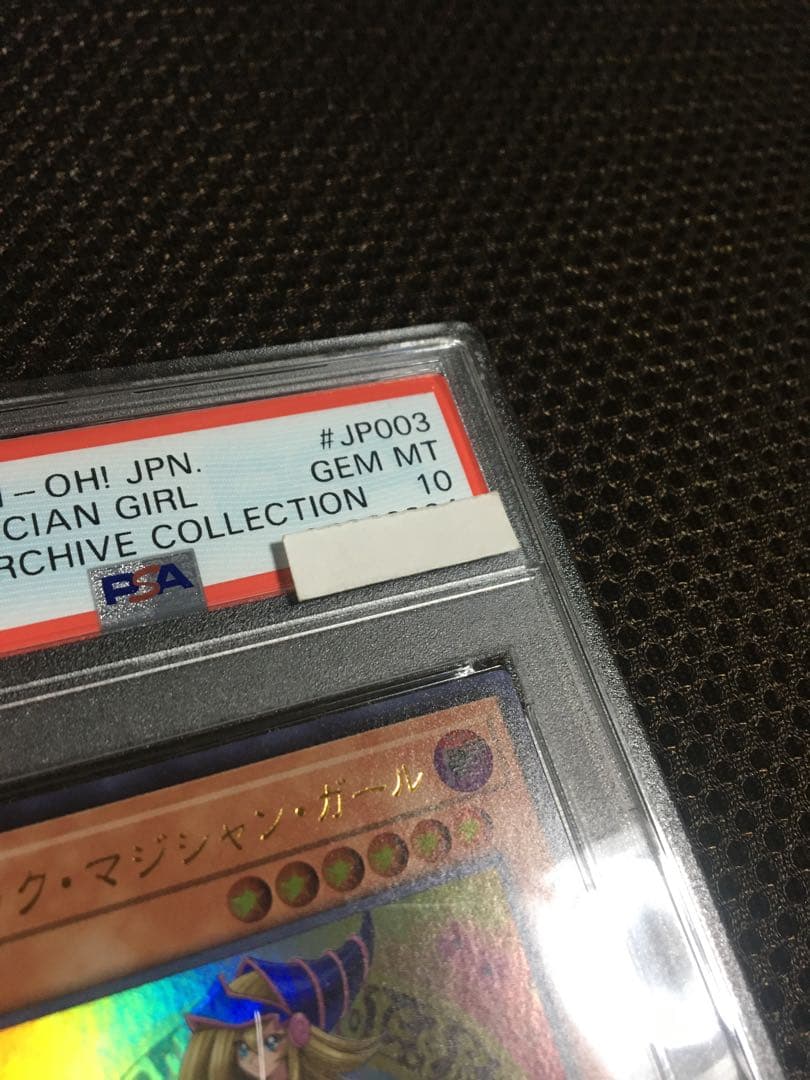 #JP003
–OH! JPN. GEM MT
CIAN GIRL 10
RCHIVE COLLECTION
PSA
ク・マジシャン・ガール